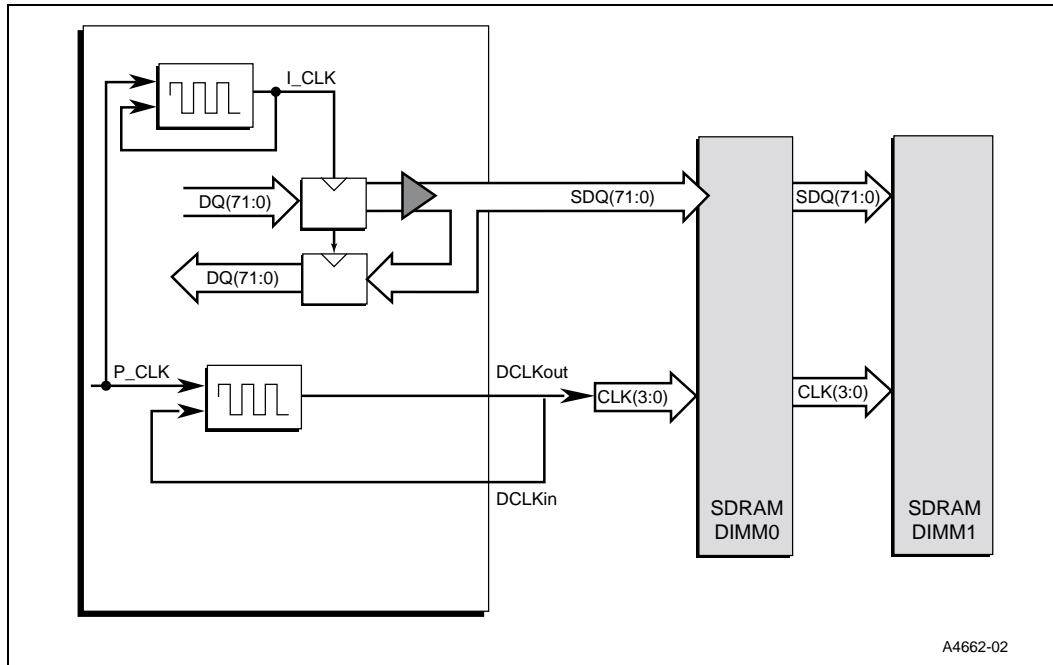 I_CLK
DQ(71:0)
SDQ(71:0)
SDQ(71:0)
DQ(71:0)
P_CLK
DCLKout
CLK(3:0)
CLK(3:0)
DCLKin
SDRAM
DIMM0
SDRAM
DIMM1
A4662-02